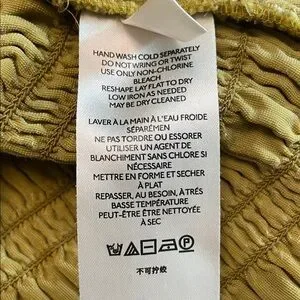 HAND WASH COLD SEPARATELY
DO NOT WRING OR TWIST
USE ONLY NON-CHLORINE
BLEACH
RESHAPE LAY FLAT TO DRY
LOW IRON AS NEEDED
MAY BE DRY CLEANED
LAVER À LA MAIN À L'EAU FROIDE
SÉPARÉMEN
NE PAS TORDRE OU ESSORER
UTILISER UN AGENT DE
BLANCHIMENT SANS CHLORE SI
NÉCESSAIRE
METTRE EN FORME ET SECHER
À PLAT
REPASSER, AU BESOIN, À TRÉS
BASSE TEMPÉRATURE
PEUT-ÊTRE ÊTRE NETTOYÉE
À SEC
不可拧绞